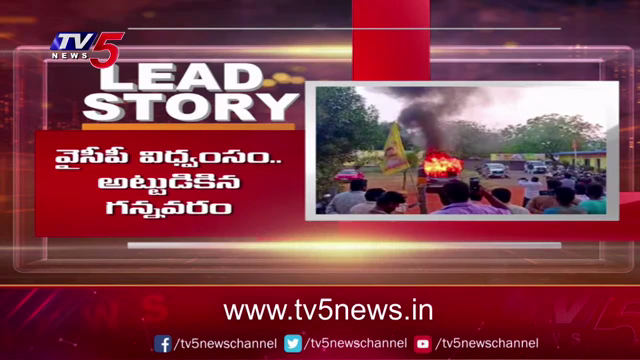 TV5
NEWS
LEAD
STORY
వైసీపీ విధ్వంసం..
అట్టుడికిన
గన్నవరం
www.tv5news.in
/tv5newschannel
/tv5newschannel
/tv5newschannel